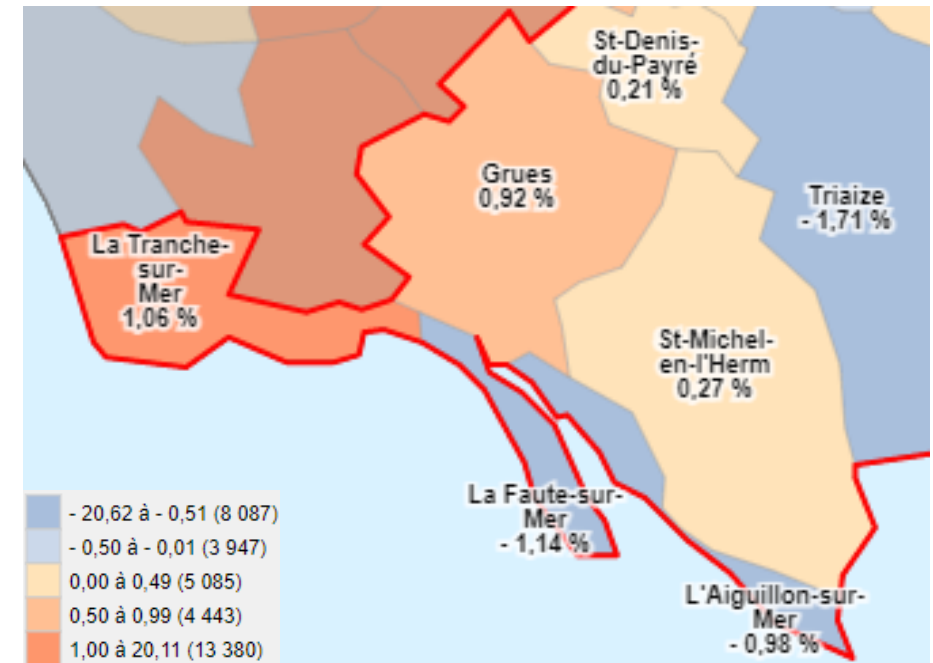 St-Denis-
du-Payré
0,21 %
Grues
0,92 %
Triaize
- 1,71 %
La Tranche-
sur-
Mer
1,06 %
St-Michel-
en-l'Herm
0,27 %
La Faute-sur-
Mer
- 1,14 %
L'Aiguillon-sur-
Mer
- 0,98 %
- 20,62 à - 0,51 (8 087)
- 0,50 à - 0,01 (3 947)
0,00 à 0,49 (5 085)
0,50 à 0,99 (4 443)
1,00 à 20,11 (13 380)